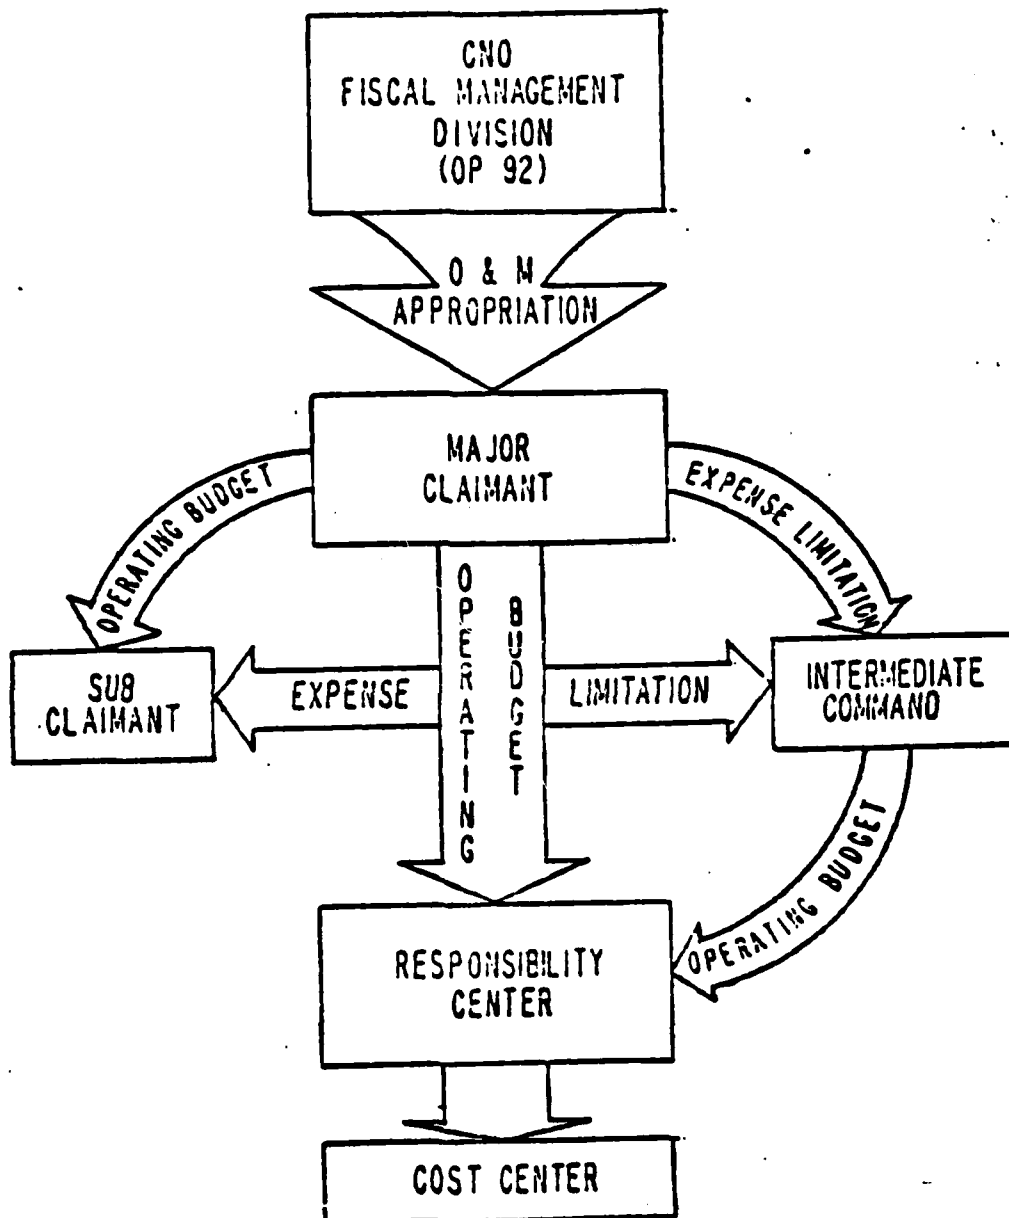 CNO
FISCAL MANAGEMENT
DIVISION
(OP 92)
O & M
APPROPRIATION
MAJOR
CLAIMANT
OPERATING BUDGET
EXPENSE LIMITATION
OPERATING
BUDGET
SUB
CLAIMANT
EXPENSE
LIMITATION
INTERMEDIATE
COMMAND
OPERATING BUDGET
RESPONSIBILITY
CENTER
COST CENTER